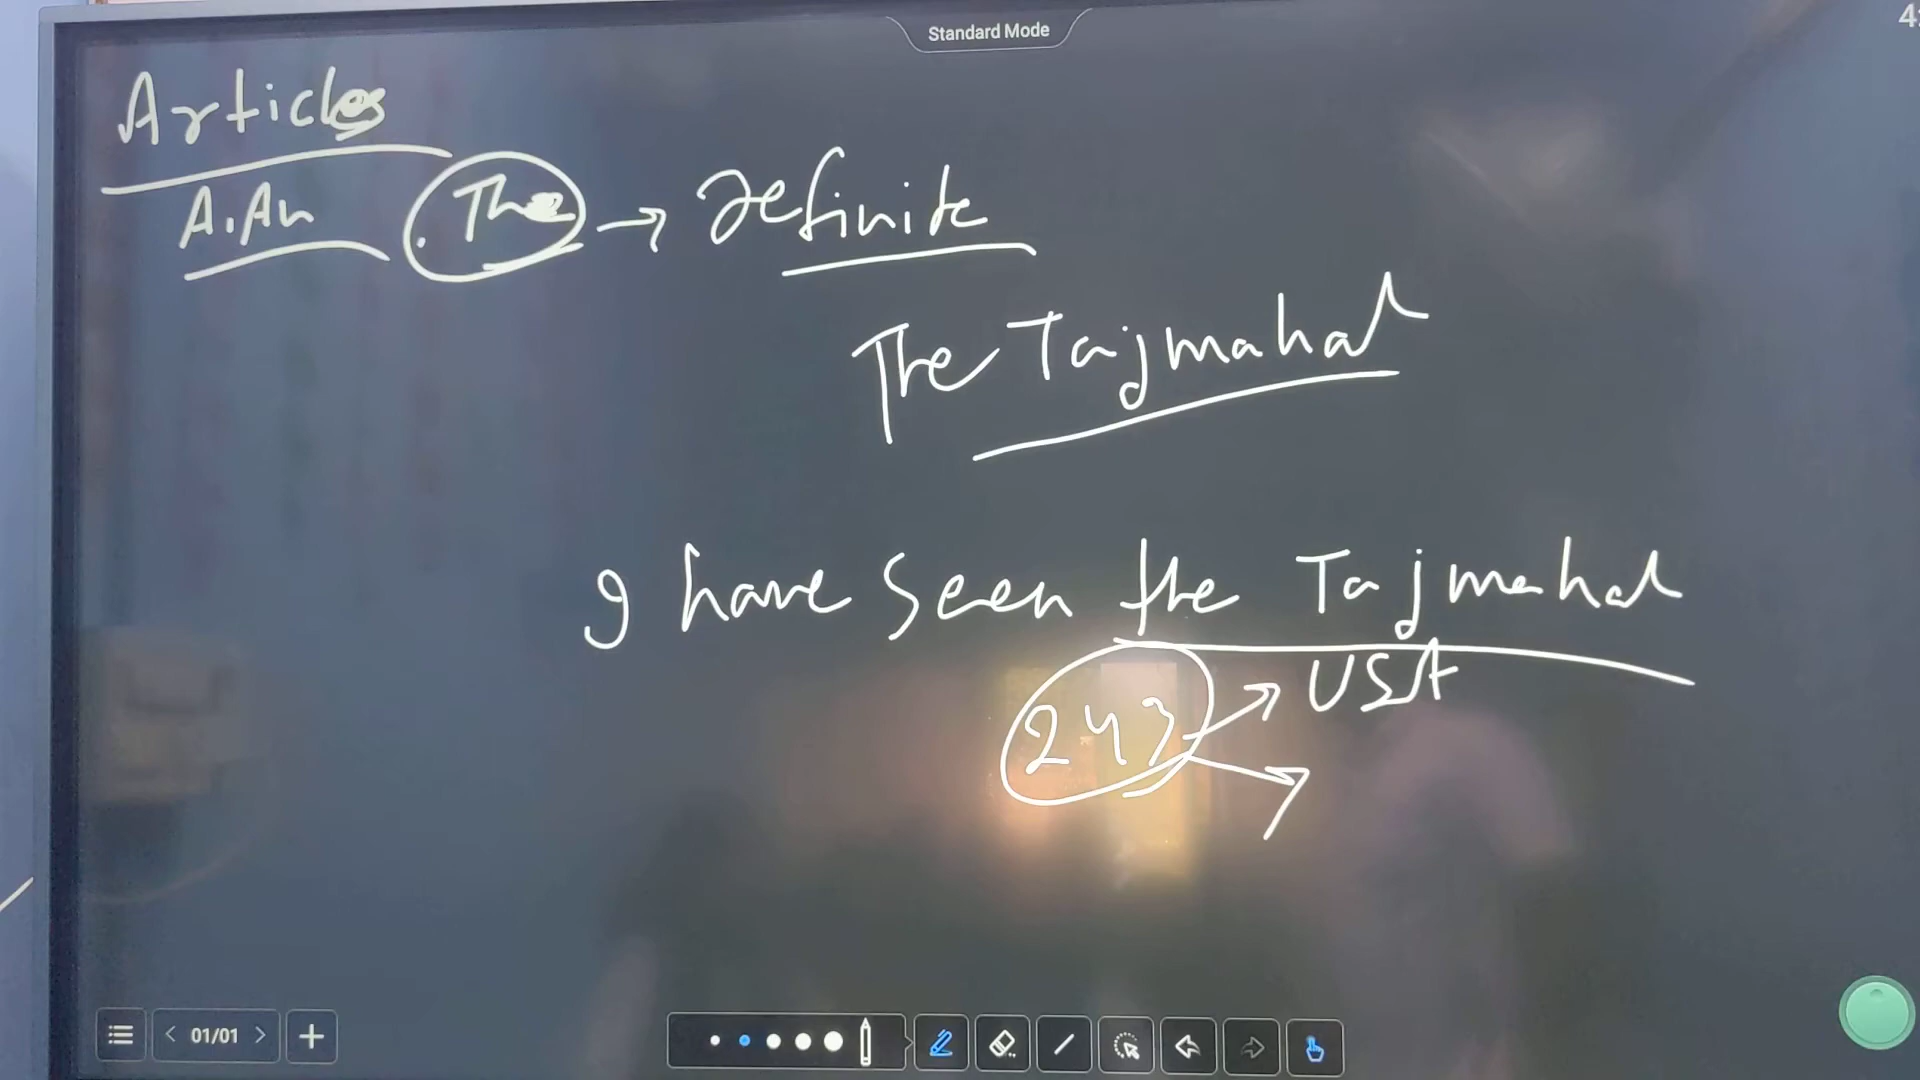 Standard Mode
Articles
A. An . The → Definite
The Tajmahal
I have seen the Tajmahal
243 → USA
01/01